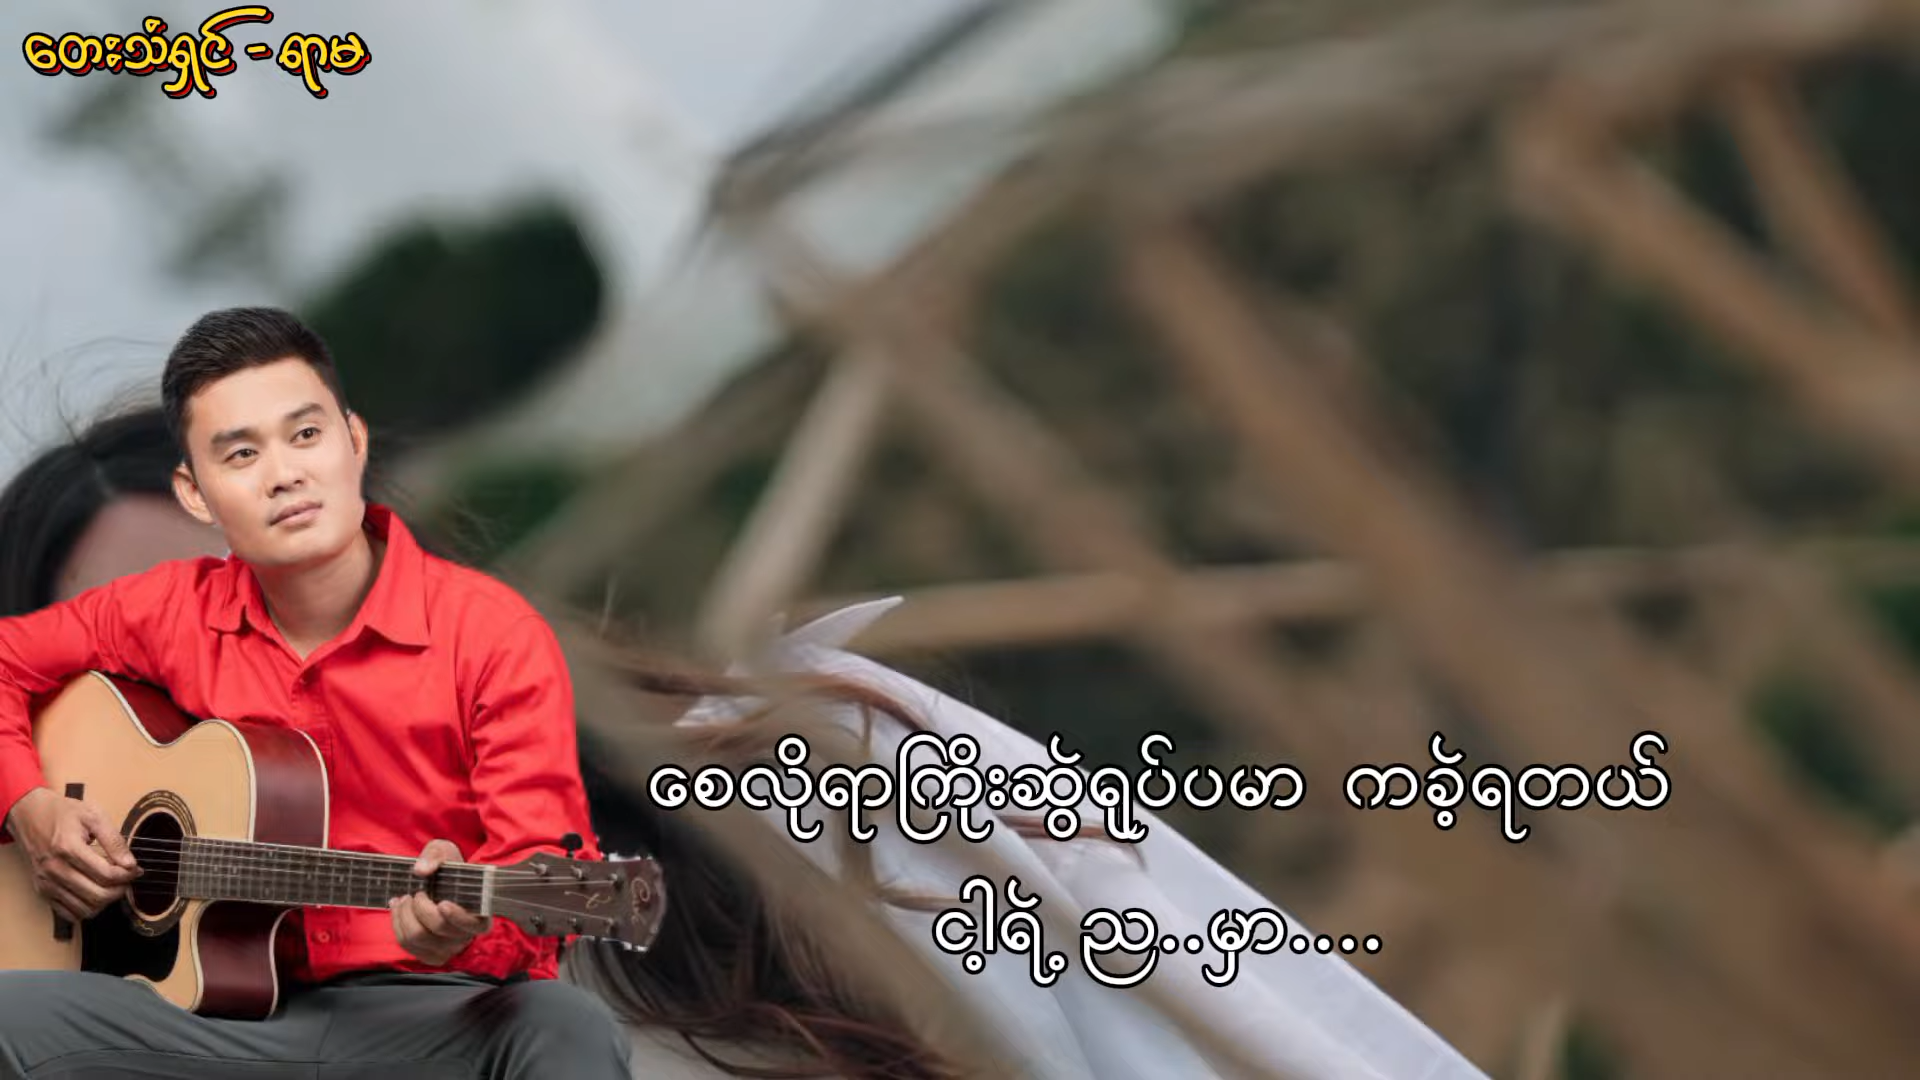 တေးသံရှင် - ရာမ
စေလိုရာကြိုးဆွဲရုပ်ပမာ ကခဲ့ရတယ်
ငါ့ရဲ့ည..မှာ....